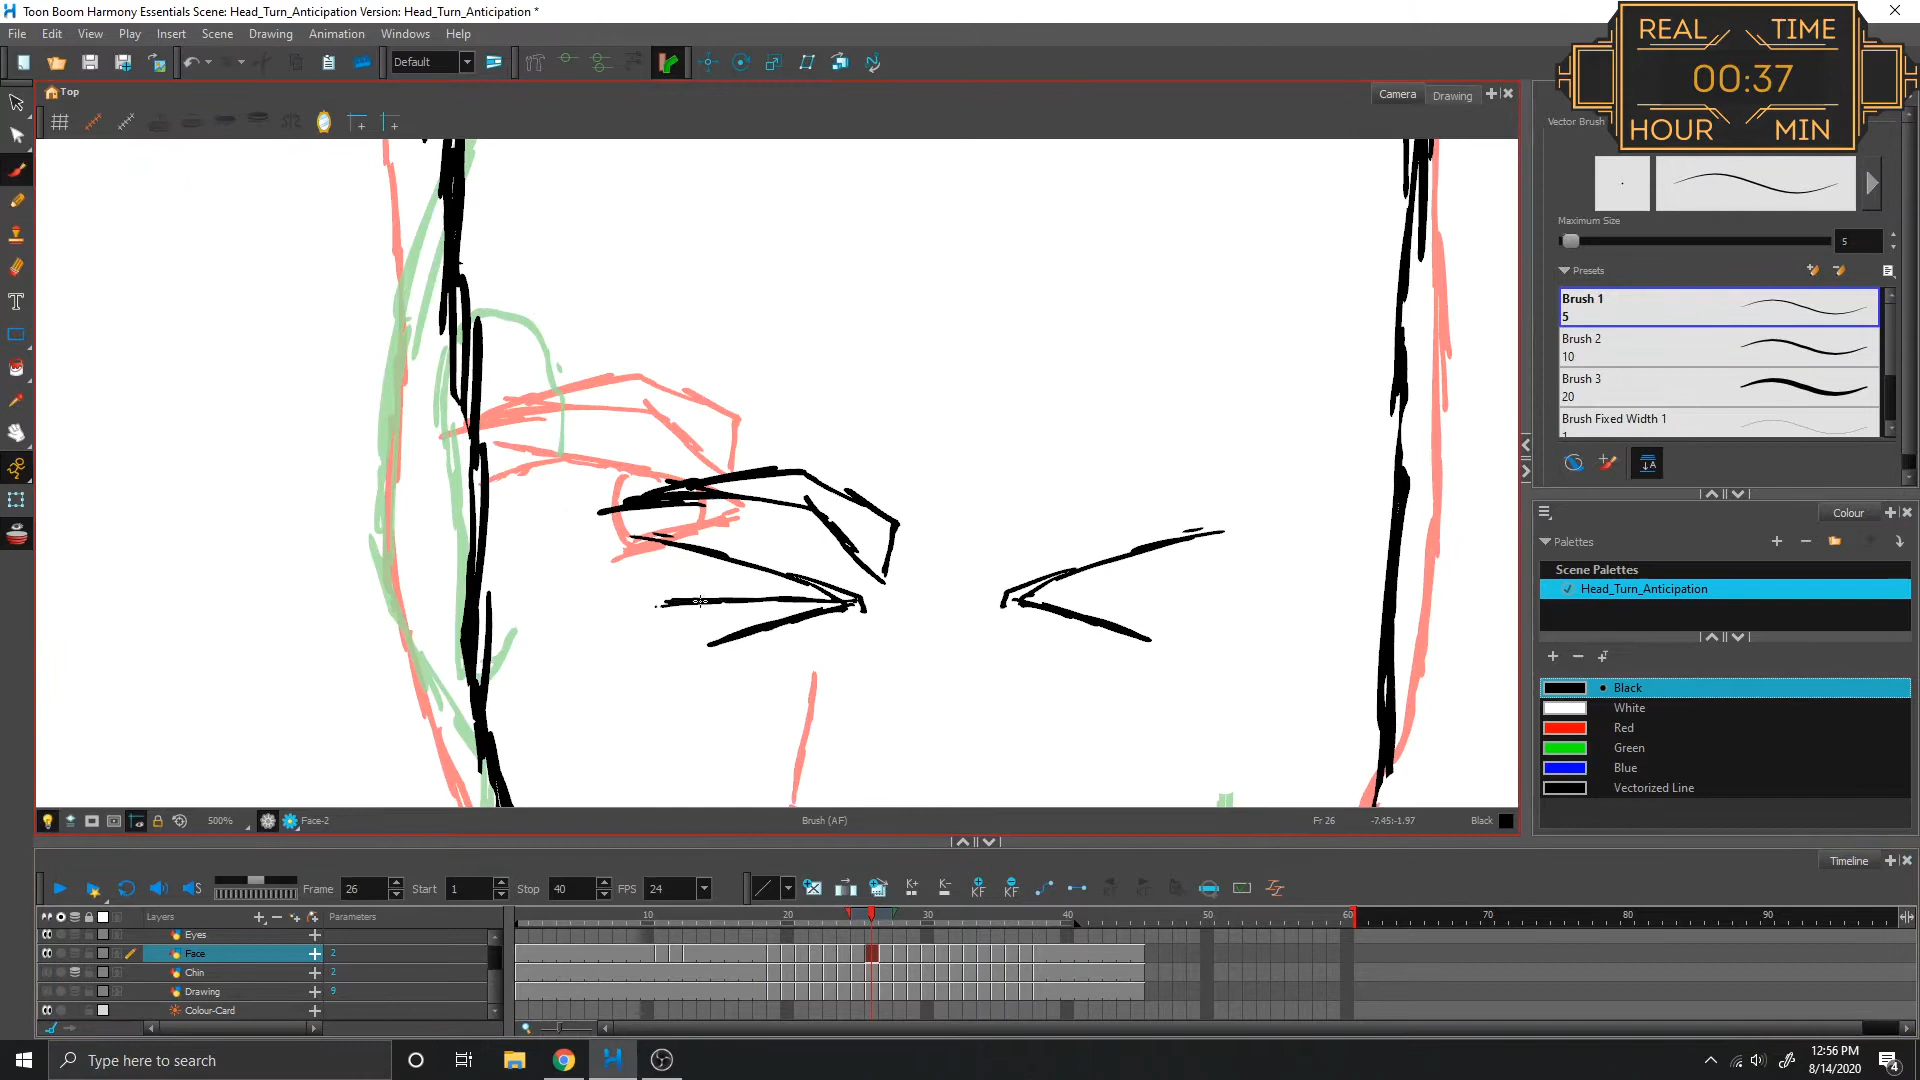 Toon Boom Harmony Essentials Scene: Head_Turn_Anticipation Version: Head_Turn_Anticipation *
File Edit View Play Insert Scene Drawing Animation Windows Help
Default
REAL TIME
00:37
HOUR MIN
Top
Camera Drawing
Vector Brush
Maximum Size
5
Presets
Brush 1
5
Brush 2
10
Brush 3
20
Brush Fixed Width 1
Colour
Palettes
Scene Palettes
Head_Turn_Anticipation
Black
White
Red
Green
Blue
Vectorized Line
500% Face-2 Brush (AF) Fr 26 -7.45:-1.97 Black
Timeline
Frame 26 Start 1 Stop 40 FPS 24
Layers Parameters 10 20 30 40 50 60 70 80 90
Eyes
Face 2
Chin 2
Drawing 9
Colour-Card
Type here to search
12:56 PM
8/14/2020
4